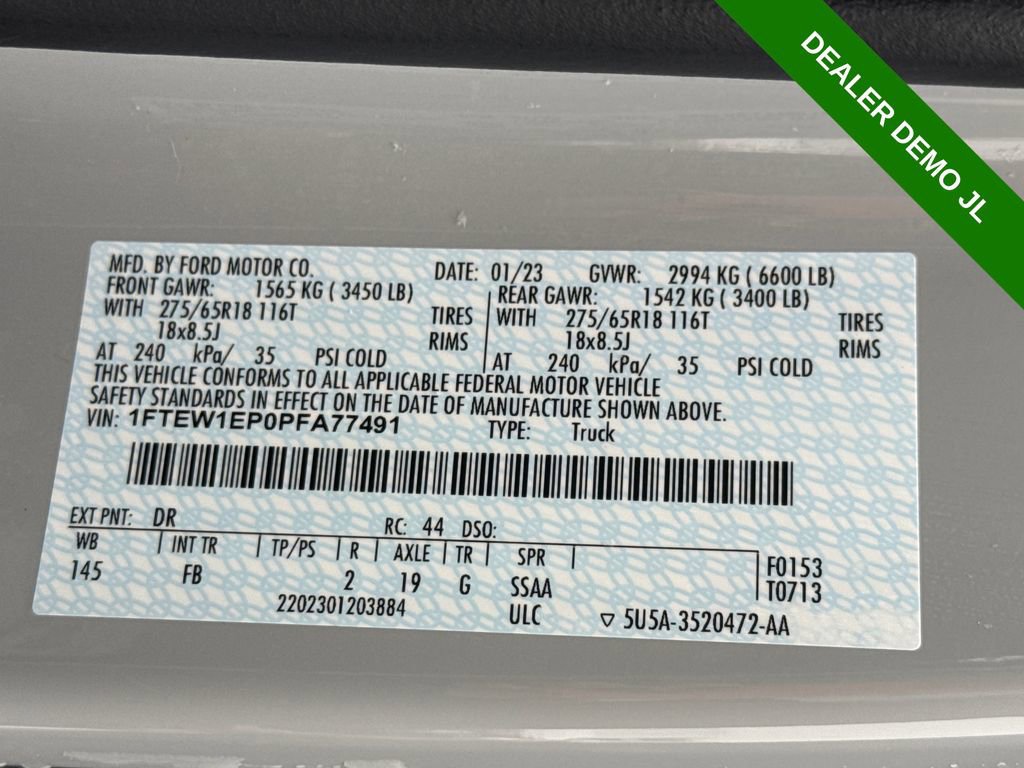 DEALER DEMO JL
MFD. BY FORD MOTOR CO. DATE: 01/23 GVWR: 2994 KG ( 6600 LB)
FRONT GAWR: 1565 KG ( 3450 LB) REAR GAWR: 1542 KG ( 3400 LB)
WITH 275/65R18 116T TIRES WITH 275/65R18 116T TIRES
18x8.5J RIMS 18x8.5J RIMS
AT 240 kPa/ 35 PSI COLD AT 240 kPa/ 35 PSI COLD
THIS VEHICLE CONFORMS TO ALL APPLICABLE FEDERAL MOTOR VEHICLE
SAFETY STANDARDS IN EFFECT ON THE DATE OF MANUFACTURE SHOWN ABOVE.
VIN: 1FTEW1EP0PFA77491 TYPE: Truck
EXT PNT: DR RC: 44 DSO:
WB INT TR TP/PS R AXLE TR SPR F0153
145 FB 2 19 G SSAA T0713
2202301203884 ULC 5U5A-3520472-AA